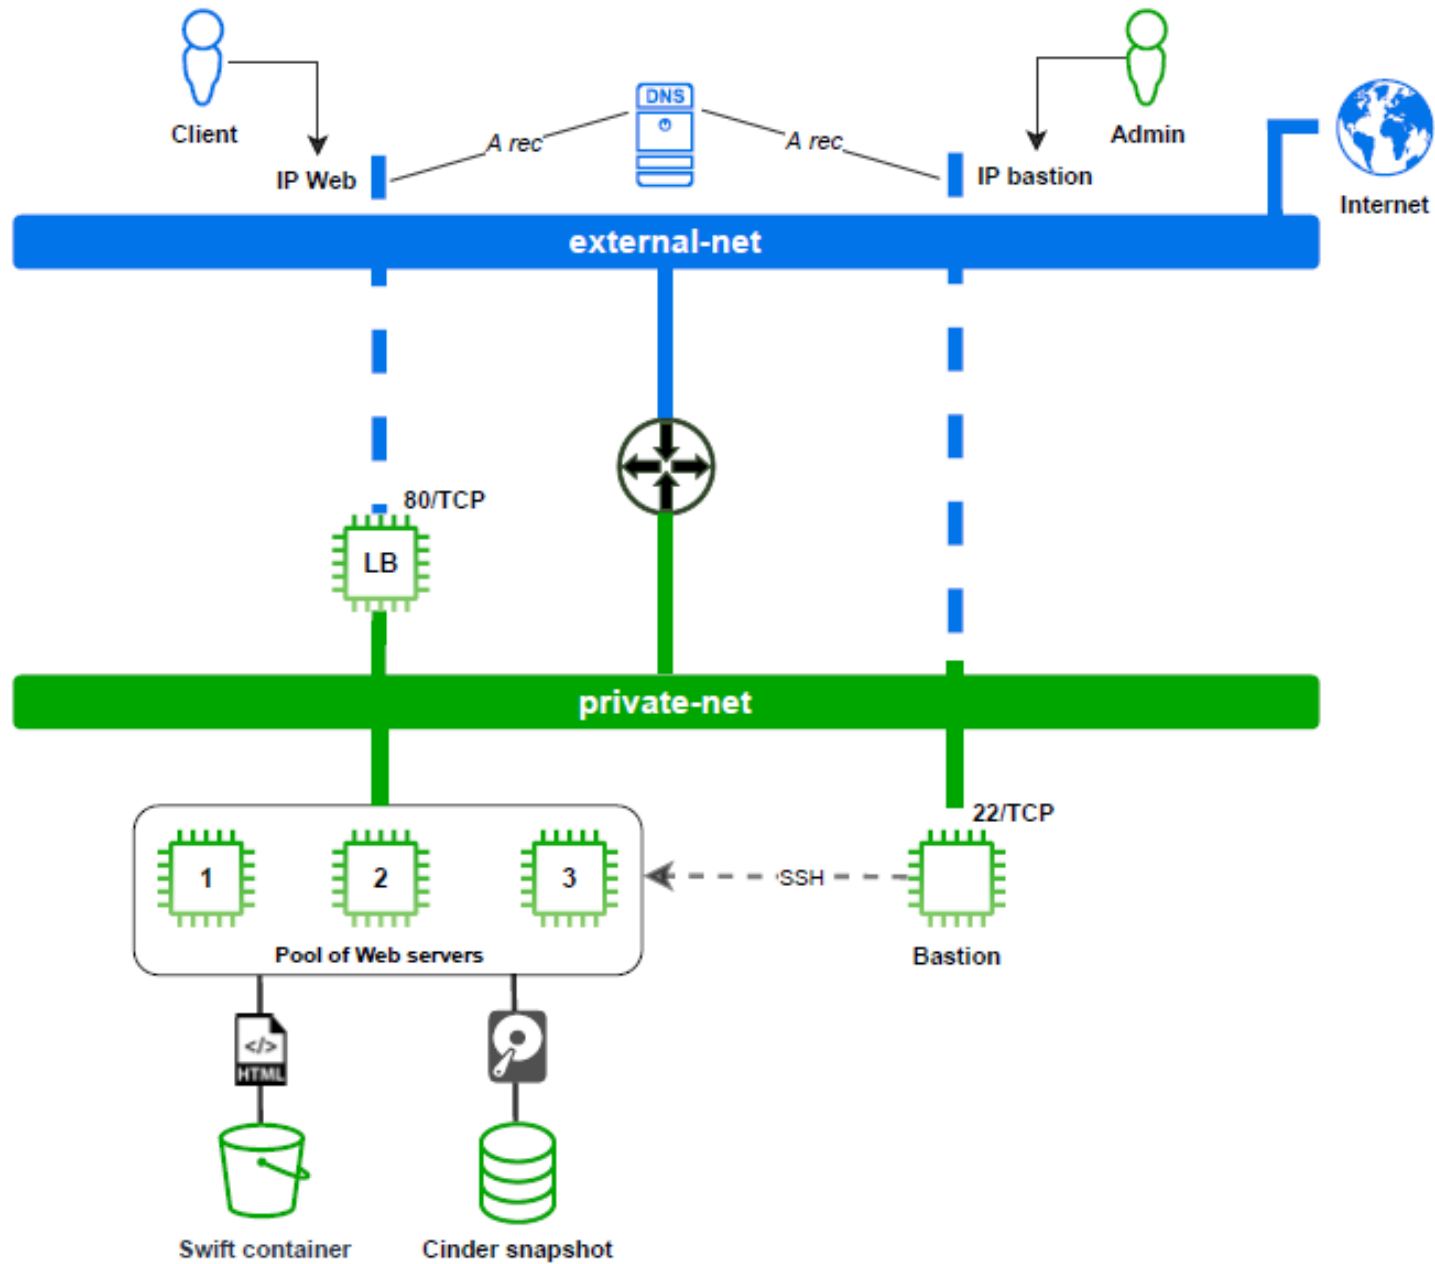 DNS
Client
A rec
A rec
Admin
IP Web
IP bastion
Internet
external-net
80/TCP
LB
private-net
22/TCP
1
2
3
SSH
Pool of Web servers
Bastion
</>
HTML
Swift container
Cinder snapshot